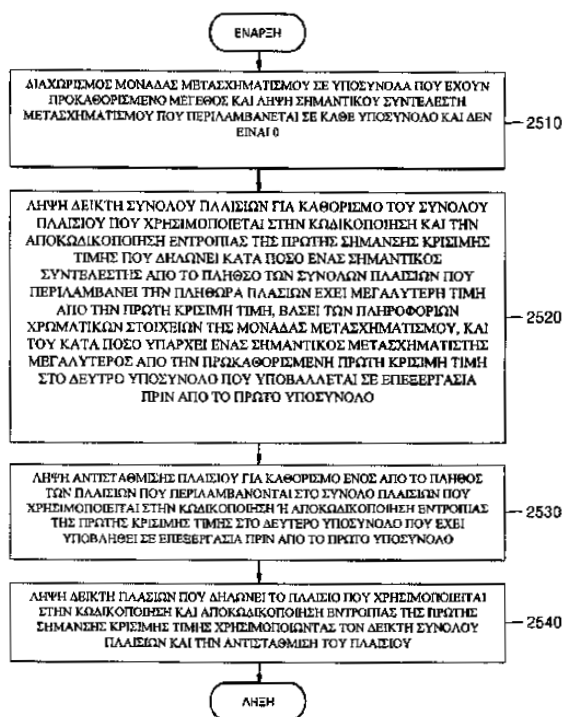 ΕΝΑΡΞΗ
ΔΙΑΧΩΡΙΣΜΟΣ ΜΟΝΑΔΑΣ ΜΕΤΑΣΧΗΜΑΤΙΣΜΟΥ ΣΕ ΥΠΟΣΥΝΟΛΑ ΠΟΥ ΕΧΟΥΝ
ΠΡΟΚΑΘΟΡΙΣΜΕΝΟ ΜΕΓΕΘΟΣ ΚΑΙ ΛΗΨΗ ΣΗΜΑΝΤΙΚΟΥ ΣΥΝΤΕΛΕΣΤΗ
ΜΕΤΑΣΧΗΜΑΤΙΣΜΟΥ ΠΟΥ ΠΕΡΙΛΑΜΒΑΝΕΤΑΙ ΣΕ ΚΑΘΕ ΥΠΟΣΥΝΟΛΟ ΚΑΙ ΔΕΝ
ΕΙΝΑΙ 0
2510
ΛΗΨΗ ΔΕΙΚΤΗ ΣΥΝΟΛΟΥ ΠΛΑΙΣΙΩΝ ΓΙΑ ΚΑΘΟΡΙΣΜΟ ΤΟΥ ΣΥΝΟΛΟΥ
ΠΛΑΙΣΙΟΥ ΠΟΥ ΧΡΗΣΙΜΟΠΟΙΕΤΑΙ ΣΤΗΝ ΚΩΔΙΚΟΠΟΙΗΣΗ ΚΑΙ ΤΗΝ
ΑΠΟΚΩΔΙΚΟΠΟΙΗΣΗ ΕΝΤΡΟΠΙΑΣ ΤΗΣ ΠΡΩΤΗΣ ΣΗΜΑΝΣΗΣ ΚΡΙΣΙΜΗΣ
ΤΙΜΗΣ ΠΟΥ ΔΗΛΩΝΕΙ ΚΑΤΑ ΠΟΣΟ ΕΝΑΣ ΣΗΜΑΝΤΙΚΟΣ
ΣΥΝΤΕΛΕΣΤΗΣ ΑΠΟ ΤΟ ΠΛΗΘΣΟ ΤΩΝ ΣΥΝΟΛΩΝ ΠΛΑΙΣΙΩΝ ΠΟΥ
ΠΕΡΙΛΑΜΒΑΝΕΙ ΤΗΝ ΠΛΗΘΩΡΑ ΠΛΑΣΙΩΝ ΕΧΕΙ ΜΕΓΑΛΥΤΕΡΗ ΤΙΜΗ
ΑΠΟ ΤΗΝ ΠΡΩΤΗ ΚΡΙΣΙΜΗ ΤΙΜΗ, ΒΑΣΕΙ ΤΩΝ ΠΛΗΡΟΦΟΡΙΩΝ
ΧΡΩΜΑΤΙΚΩΝ ΣΤΟΙΧΕΙΩΝ ΤΗΣ ΜΟΝΑΔΑΣ ΜΕΤΑΣΧΗΜΑΤΙΣΜΟΥ, ΚΑΙ
ΤΟΥ ΚΑΤΑ ΠΟΣΟ ΥΠΑΡΧΕΙ ΕΝΑΣ ΣΗΜΑΝΤΙΚΟΣ ΜΕΤΑΣΧΗΜΑΤΙΣΤΗΣ
ΜΕΓΑΛΥΤΕΡΟΣ ΑΠΟ ΤΗΝ ΠΡΩΚΑΘΟΡΙΣΜΕΝΗ ΠΡΩΤΗ ΚΡΙΣΙΜΗ ΤΙΜΗ
ΣΤΟ ΔΕΥΤΡΟ ΥΠΟΣΥΝΟΛΟ ΠΟΥ ΥΠΟΒΑΛΛΕΤΑΙ ΣΕ ΕΠΕΞΕΡΓΑΣΙΑ
ΠΡΙΝ ΑΠΟ ΤΟ ΠΡΩΤΟ ΥΠΟΣΥΝΟΛΟ
2520
ΛΗΨΗ ΑΝΤΙΣΤΑΘΜΙΣΗΣ ΠΛΑΙΣΙΟΥ ΓΙΑ ΚΑΘΟΡΙΣΜΟ ΕΝΟΣ ΑΠΟ ΤΟ ΠΛΗΘΟΣ
ΤΩΝ ΠΛΑΙΣΙΩΝ ΠΟΥ ΠΕΡΙΛΑΜΒΑΝΟΝΤΑΙ ΣΤΟ ΣΥΝΟΛΟ ΠΛΑΙΣΙΩΝ ΠΟΥ
ΧΡΗΣΙΜΟΠΟΙΕΙΤΑΙ ΣΤΗΝ ΚΩΔΙΚΟΠΟΙΗΣΗ Ή ΑΠΟΚΩΔΙΚΟΠΟΙΗΣΗ ΕΝΤΡΟΠΙΑΣ
ΤΗΣ ΠΡΩΤΗΣ ΚΡΙΣΙΜΗΣ ΤΙΜΗΣ ΣΤΟ ΔΕΥΤΕΡΟ ΥΠΟΣΥΝΟΛΟ ΠΟΥ ΕΧΕΙ
ΥΠΟΒΛΗΘΕΙ ΣΕ ΕΠΕΞΕΡΓΑΣΙΑ ΠΡΙΝ ΑΠΟ ΤΟ ΠΡΩΤΟ ΥΠΟΣΥΝΟΛΟ
2530
ΛΗΨΗ ΔΕΙΚΤΗ ΠΛΑΣΙΩΝ ΠΟΥ ΔΗΛΩΝΕΙ ΤΟ ΠΛΑΙΣΙΟ ΠΟΥ ΧΡΗΣΙΜΟΠΟΙΕΙΤΑΙ
ΣΤΗΝ ΚΩΔΙΚΟΠΟΙΗΣΗ ΚΑΙ ΑΠΟΚΩΔΙΚΟΠΟΙΗΣΗ ΕΝΤΡΟΠΙΑΣ ΤΗΣ ΠΡΩΤΗΣ
ΣΗΜΑΝΣΗΣ ΚΡΙΣΙΜΗΣ ΤΙΜΗΣ ΧΡΗΣΙΜΟΠΟΙΩΝΤΑΣ ΤΟΝ ΔΕΙΚΤΗ ΣΥΝΟΛΟΥ
ΠΛΑΙΣΙΩΝ ΚΑΙ ΤΗΝ ΑΝΤΙΣΤΑΘΜΙΣΗ ΤΟΥ ΠΛΑΙΣΙΟΥ
2540
ΛΗΞΗ